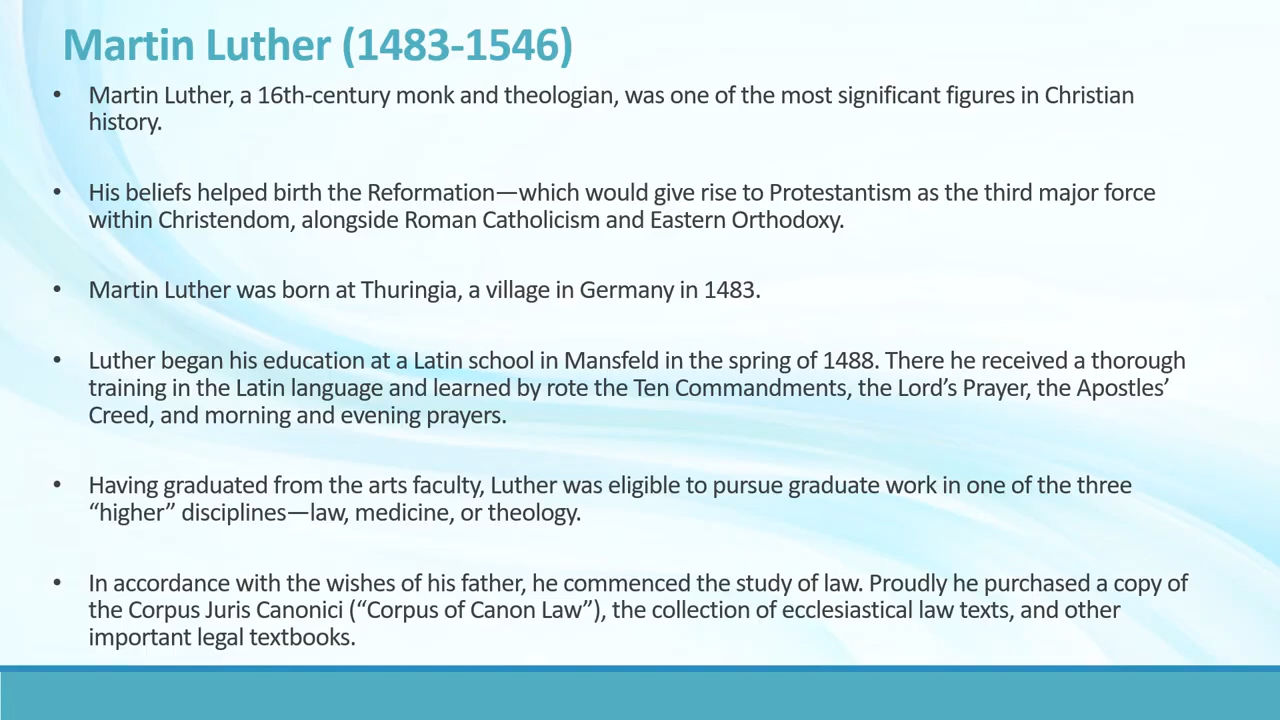 Martin Luther (1483-1546)
• Martin Luther, a 16th-century monk and theologian, was one of the most significant figures in Christian
history.
• His beliefs helped birth the Reformation—which would give rise to Protestantism as the third major force
within Christendom, alongside Roman Catholicism and Eastern Orthodoxy.
• Martin Luther was born at Thuringia, a village in Germany in 1483.
• Luther began his education at a Latin school in Mansfeld in the spring of 1488. There he received a thorough
training in the Latin language and learned by rote the Ten Commandments, the Lord’s Prayer, the Apostles’
Creed, and morning and evening prayers.
• Having graduated from the arts faculty, Luther was eligible to pursue graduate work in one of the three
“higher” disciplines—law, medicine, or theology.
• In accordance with the wishes of his father, he commenced the study of law. Proudly he purchased a copy of
the Corpus Juris Canonici (“Corpus of Canon Law”), the collection of ecclesiastical law texts, and other
important legal textbooks.